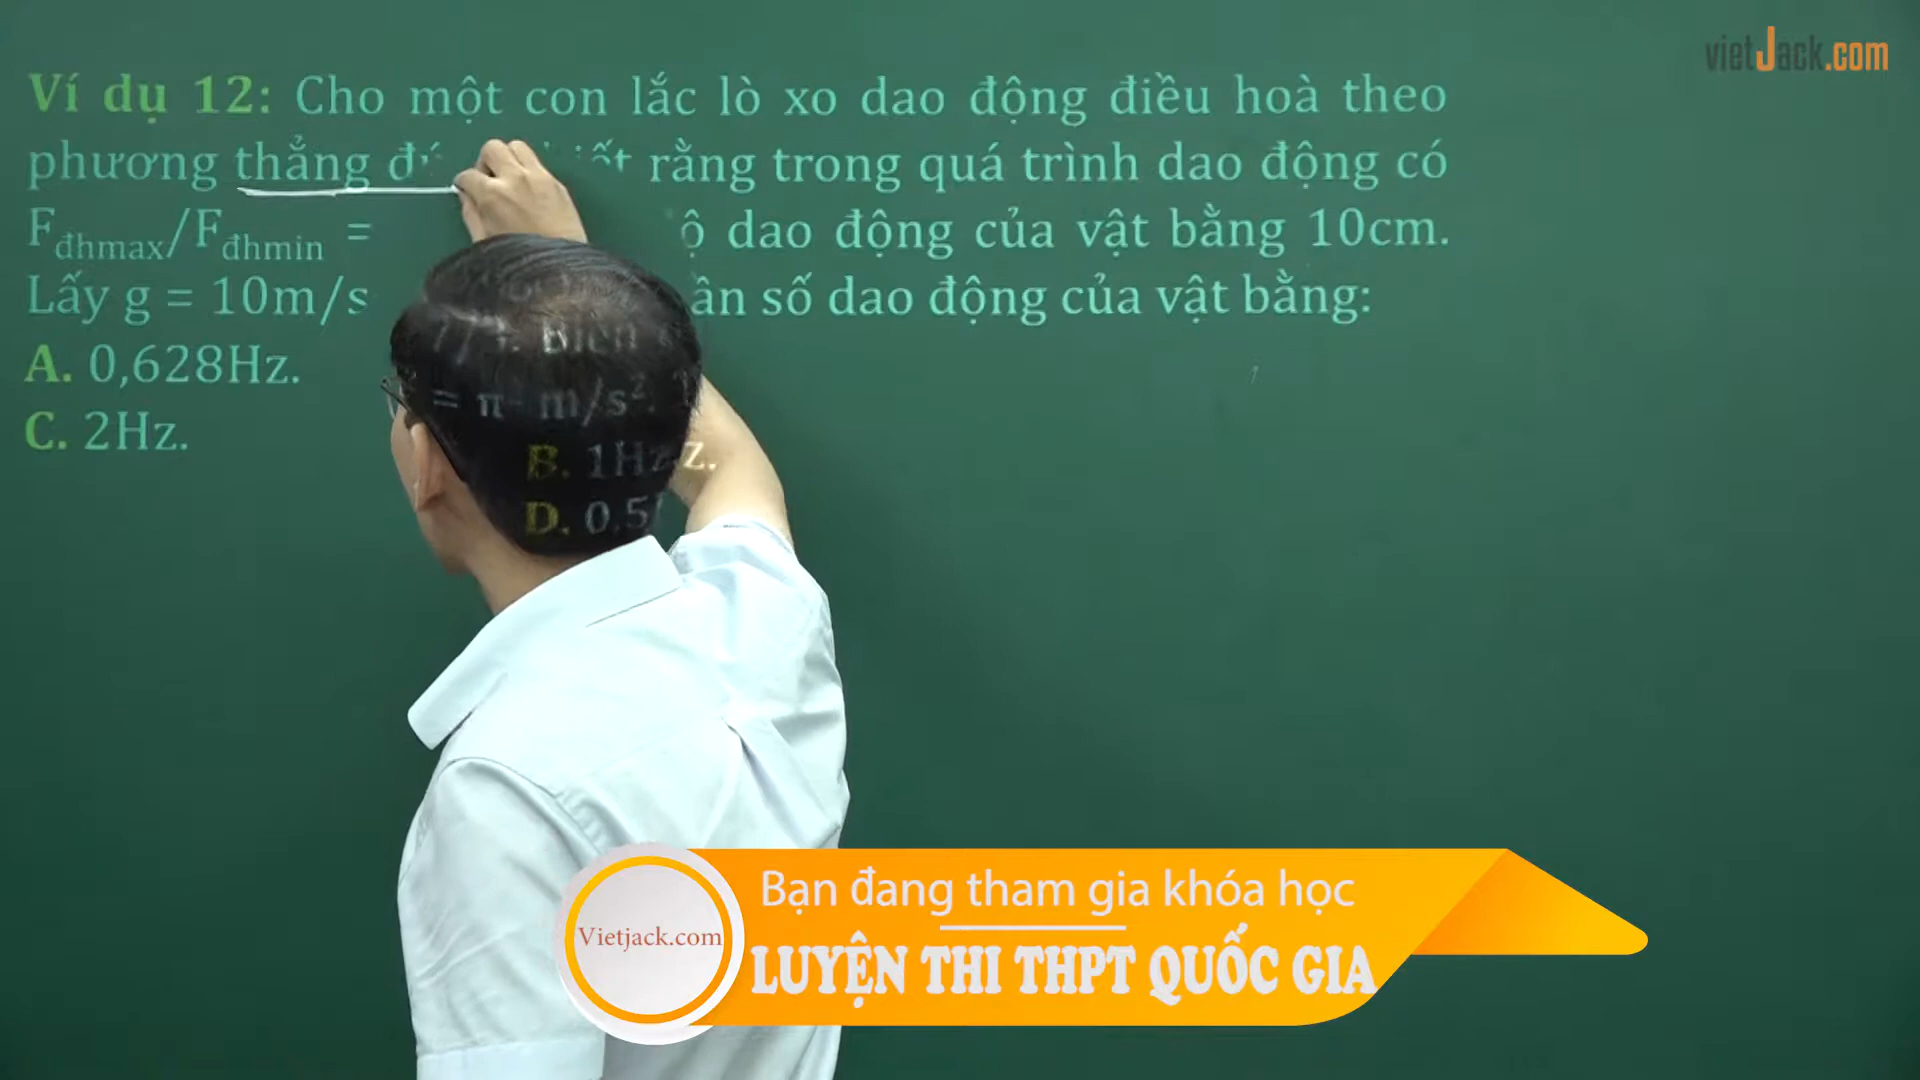 vietJack.com
Ví dụ 12: Cho một con lắc lò xo dao động điều hoà theo
phương thẳng rằng trong quá trình dao động có
Fđhmax/Fđhmin = dao động của vật bằng 10cm.
Lấy g = 10m/s số dao động của vật bằng:
A. 0,628Hz.
= π² m/s².
C. 2Hz.
B. 1Hz.
D. 0,5
Bạn đang tham gia khóa học
Vietjack.com
LUYỆN THI THPT QUỐC GIA